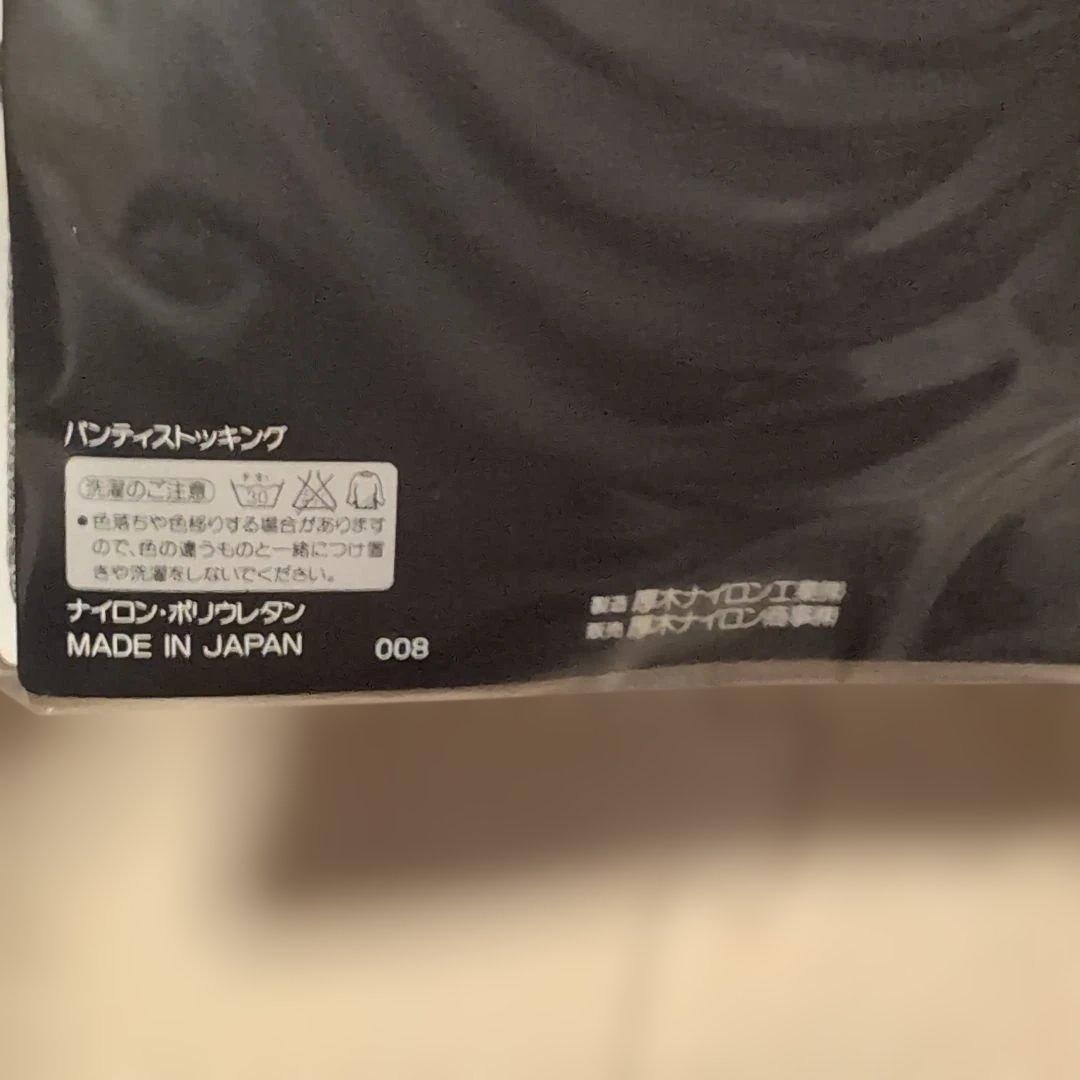 パンティストッキング
洗濯のご注意 手洗イ 30
●色落ちや色移りする場合があります
ので、色の違うものと一緒につけ置
きや洗濯をしないでください。
ナイロン・ポリウレタン
MADE IN JAPAN 008
製造 厚木ナイロン工業㈱
販売 厚木ナイロン商事㈱